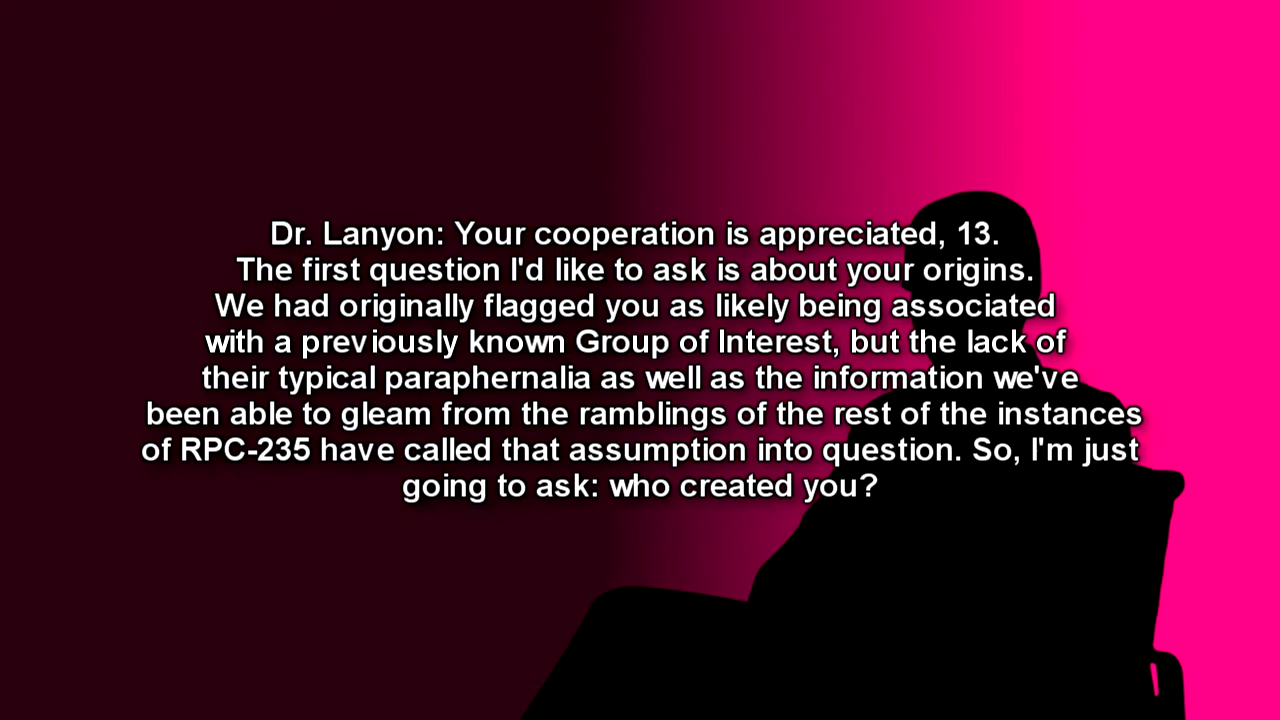 Dr. Lanyon: Your cooperation is appreciated, 13.
The first question I'd like to ask is about your origins.
We had originally flagged you as likely being associated
with a previously known Group of Interest, but the lack of
their typical paraphernalia as well as the information we've
been able to gleam from the ramblings of the rest of the instances
of RPC-235 have called that assumption into question. So, I'm just
going to ask: who created you?